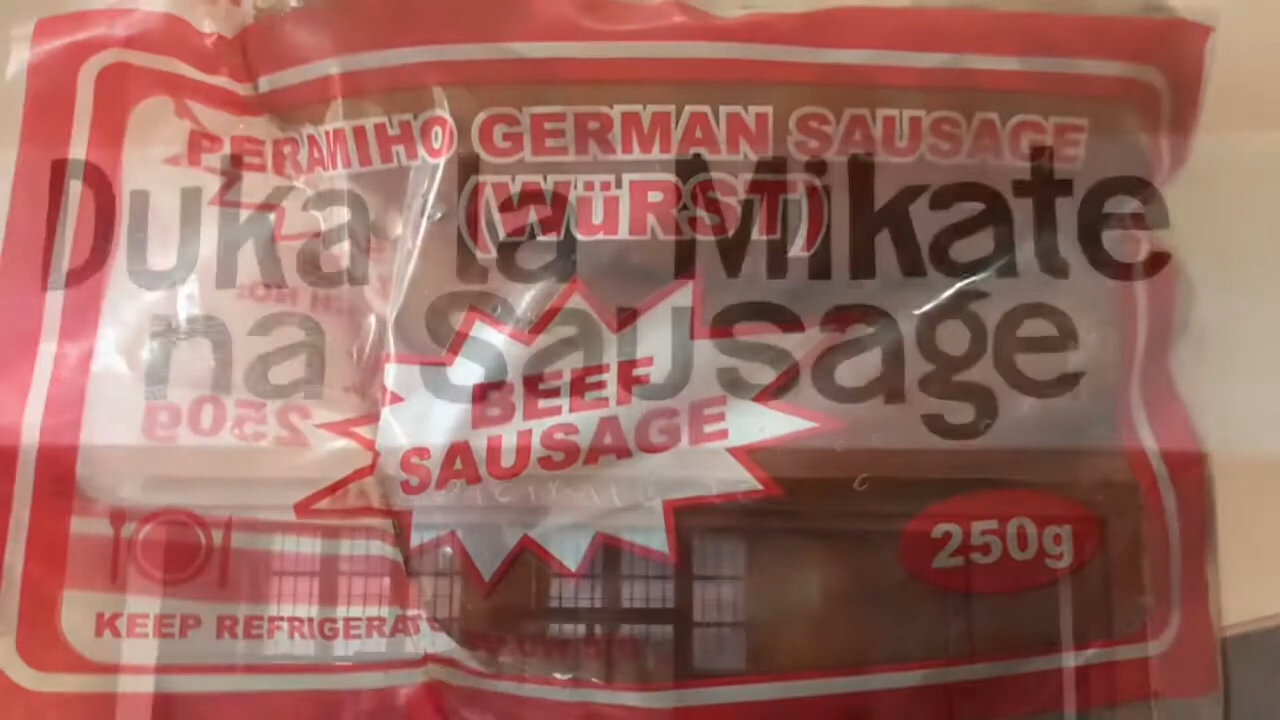 PERAMIHO GERMAN SAUSAGE
(WüRST)
Duka la Mikate
na Sausage
BEEF
SAUSAGE
250g
250g
KEEP REFRIGERAT